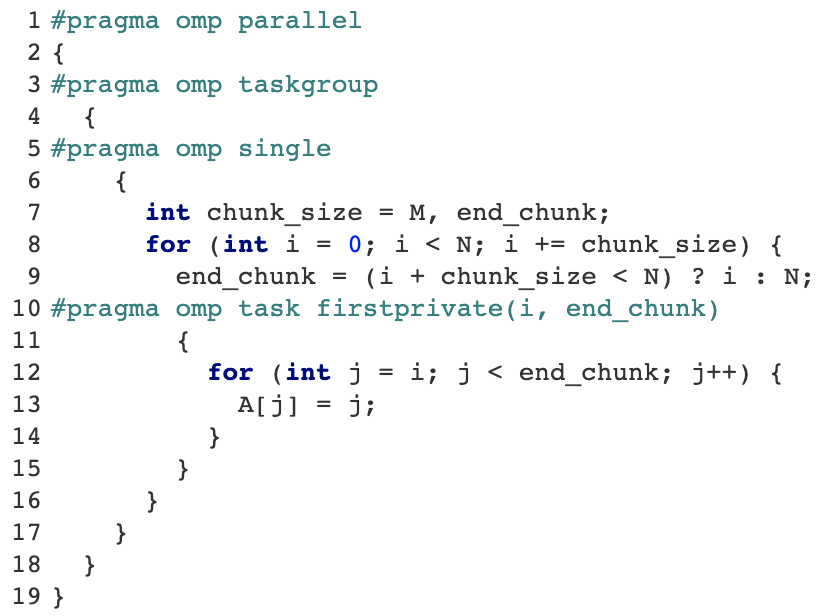 1 #pragma omp parallel
2 {
3 #pragma omp taskgroup
4   {
5 #pragma omp single
6     {
7       int chunk_size = M, end_chunk;
8       for (int i = 0; i < N; i += chunk_size) {
9         end_chunk = (i + chunk_size < N) ? i : N;
10 #pragma omp task firstprivate(i, end_chunk)
11         {
12           for (int j = i; j < end_chunk; j++) {
13             A[j] = j;
14           }
15         }
16       }
17     }
18   }
19 }